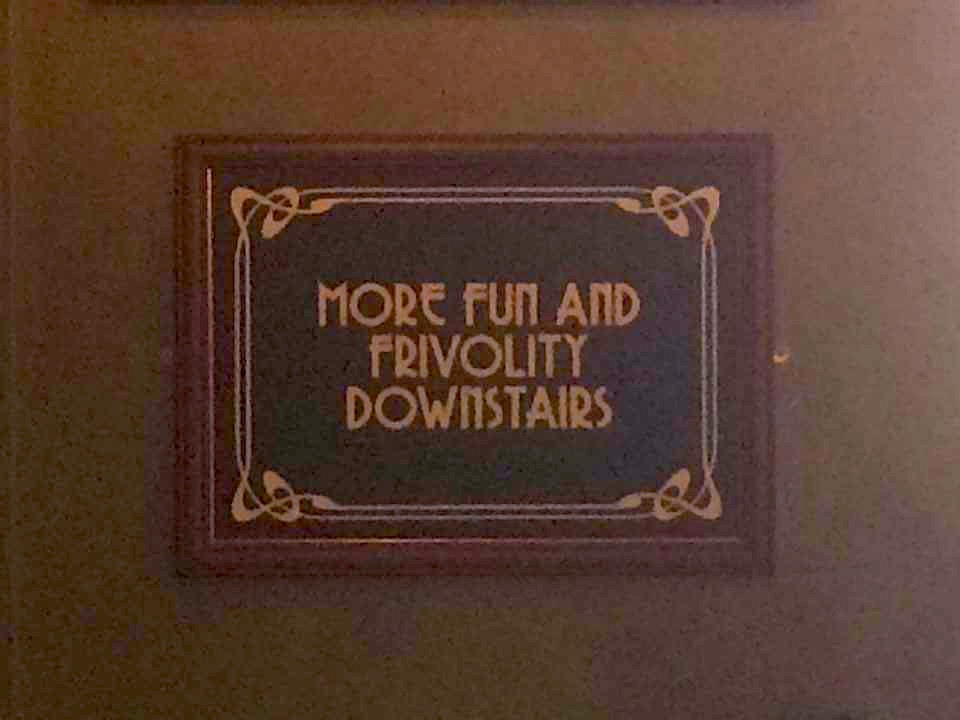 MORE FUN AND
FRIVOLITY
DOWNSTAIRS